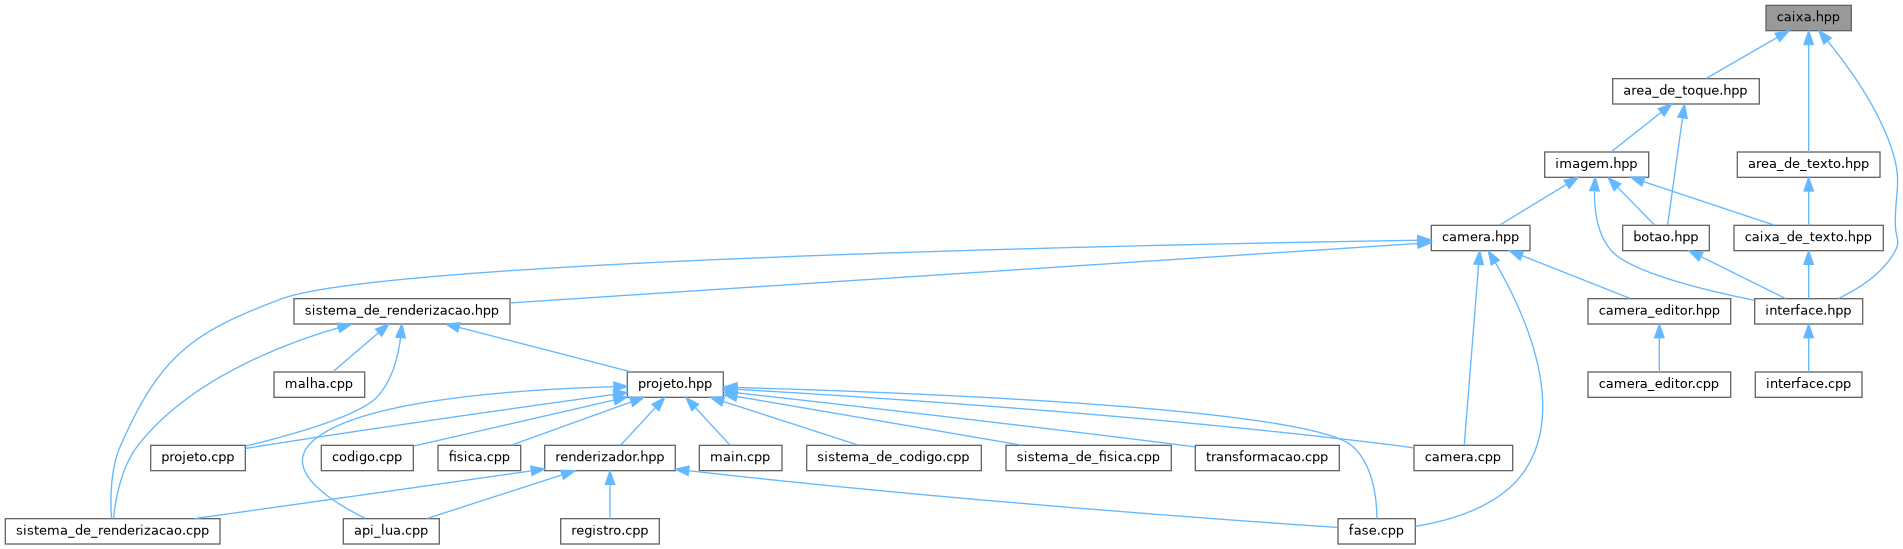 caixa.hpp
area_de_toque.hpp
imagem.hpp
area_de_texto.hpp
camera.hpp
botao.hpp
caixa_de_texto.hpp
sistema_de_renderizacao.hpp
camera_editor.hpp
interface.hpp
malha.cpp
projeto.hpp
camera_editor.cpp
interface.cpp
projeto.cpp
codigo.cpp
fisica.cpp
renderizador.hpp
main.cpp
sistema_de_codigo.cpp
sistema_de_fisica.cpp
transformacao.cpp
camera.cpp
sistema_de_renderizacao.cpp
api_lua.cpp
registro.cpp
fase.cpp